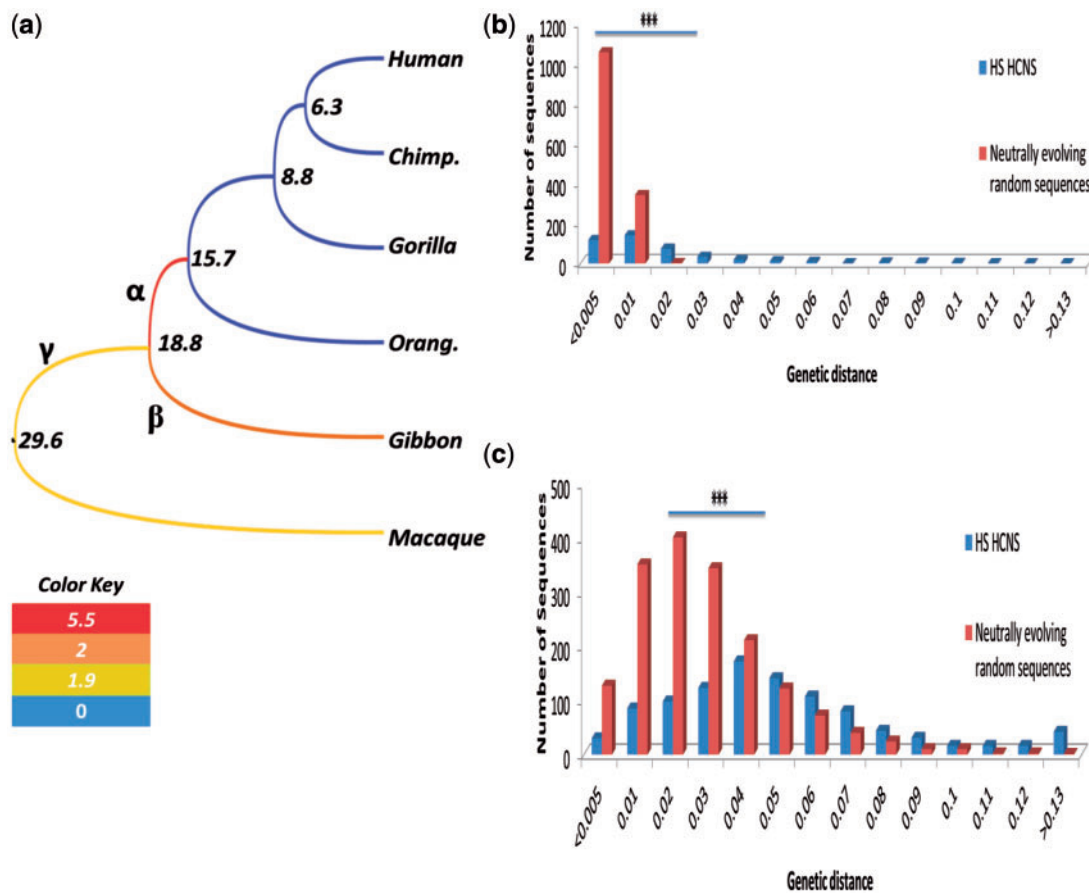 (a)
Human
6.3
Chimp.
8.8
Gorilla
15.7
α
Orang.
18.8
γ
β
Gibbon
29.6
Macaque
Color Key
5.5
2
1.9
0
(b)
Number of sequences
1200
1000
800
600
400
200
0
HS HCNS
Neutrally evolving
random sequences
<0.005
0.01
0.02
0.03
0.04
0.05
0.06
0.07
0.08
0.09
0.1
0.11
0.12
>0.13
Genetic distance
(c)
Number of Sequences
500
400
300
200
100
0
HS HCNS
Neutrally evolving
random sequences
<0.005
0.01
0.02
0.03
0.04
0.05
0.06
0.07
0.08
0.09
0.1
0.11
0.12
>0.13
Genetic distance